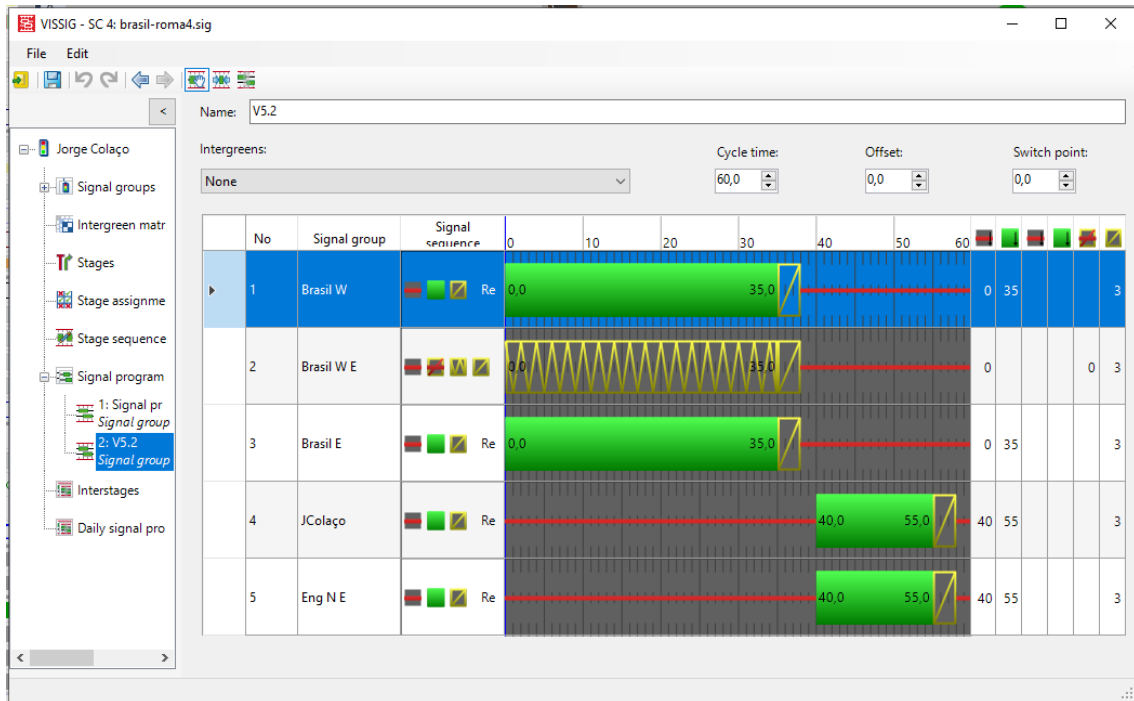 VISSIG - SC 4: brasil-roma4.sig
File Edit
<
Name: V5.2
Jorge Colaço
Signal groups
Intergreen matr
Stages
Stage assignme
Stage sequence
Signal program
1: Signal pr
Signal group
2: V5.2
Signal group
Interstages
Daily signal pro
Intergreens: Cycle time: Offset: Switch point:
None 60,0 0,0 0,0
No Signal group Signal sequence 0 10 20 30 40 50 60
1 Brasil W Re 0,0 35,0 0 35 3
2 Brasil W E 0,0 35,0 0 0 3
3 Brasil E Re 0,0 35,0 0 35 3
4 JColaço Re 40,0 55,0 40 55 3
5 Eng N E Re 40,0 55,0 40 55 3